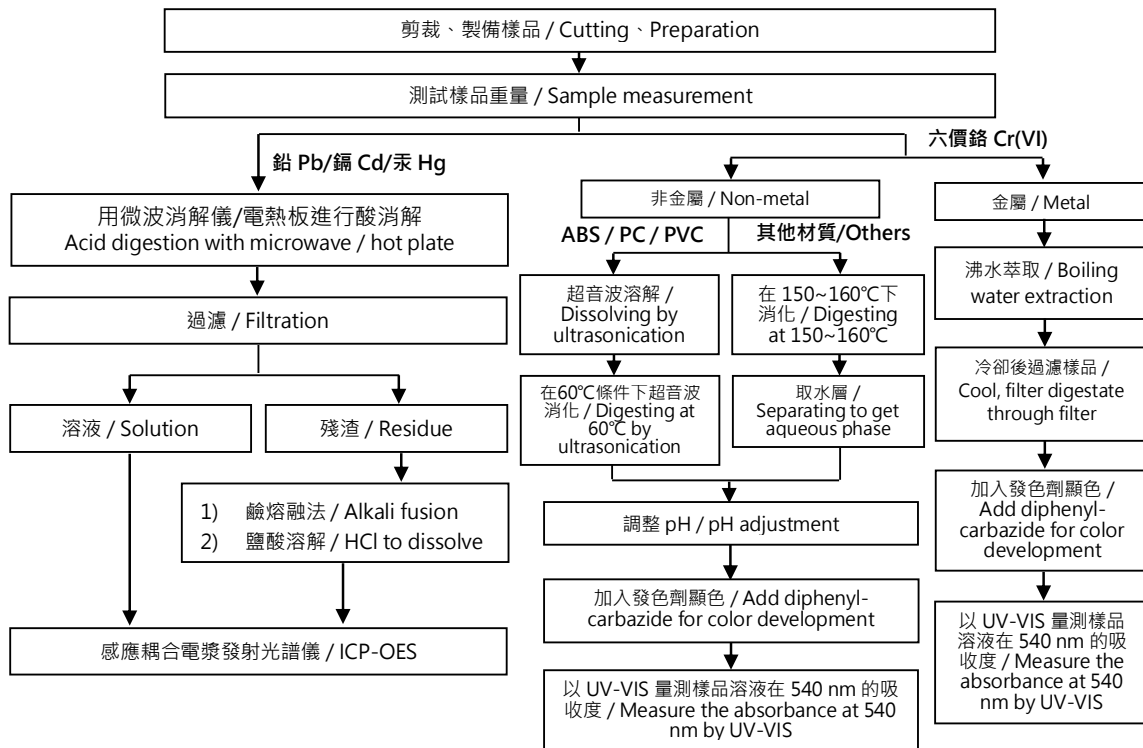 剪裁、製備樣品 / Cutting、Preparation
測試樣品重量 / Sample measurement
鉛 Pb/鎘 Cd/汞 Hg
六價鉻 Cr(VI)
用微波消解儀/電熱板進行酸消解
Acid digestion with microwave / hot plate
過濾 / Filtration
溶液 / Solution
殘渣 / Residue
1) 鹼熔融法 / Alkali fusion
2) 鹽酸溶解 / HCl to dissolve
感應耦合電漿發射光譜儀 / ICP-OES
非金屬 / Non-metal
ABS / PC / PVC
其他材質/Others
超音波溶解 /
Dissolving by
ultrasonication
在60℃條件下超音波
消化 / Digesting at
60℃ by
ultrasonication
在 150~160℃下
消化 / Digesting
at 150~160℃
取水層 /
Separating to get
aqueous phase
調整 pH / pH adjustment
加入發色劑顯色 / Add diphenyl-
carbazide for color development
以 UV-VIS 量測樣品溶液在 540 nm 的吸
收度 / Measure the absorbance at 540
nm by UV-VIS
金屬 / Metal
沸水萃取 / Boiling
water extraction
冷卻後過濾樣品 /
Cool, filter digestate
through filter
加入發色劑顯色 /
Add diphenyl-
carbazide for color
development
以 UV-VIS 量測樣品
溶液在 540 nm 的吸
收度 / Measure the
absorbance at 540
nm by UV-VIS